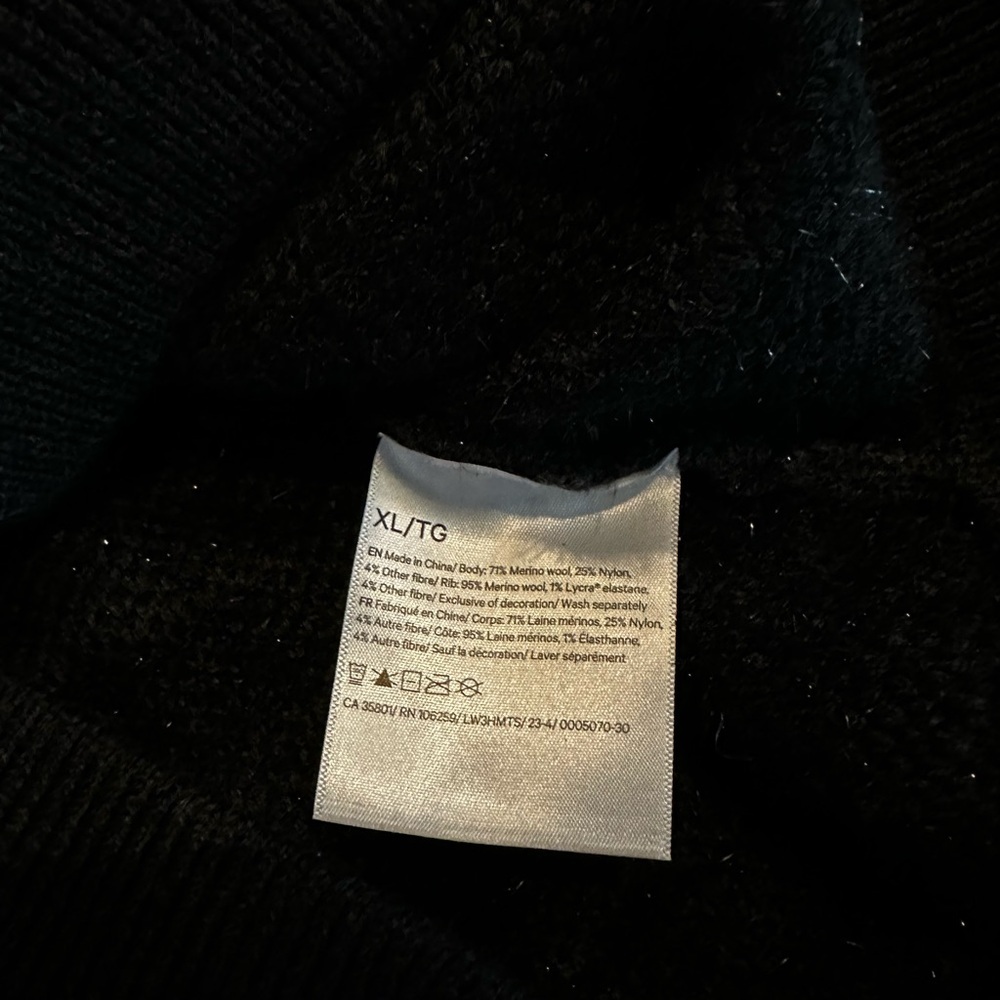 XL/TG
EN Made in China/ Body: 71% Merino wool, 25% Nylon,
4% Other fibre/ Rib: 95% Merino wool, 1% Lycra® elastane,
4% Other fibre/ Exclusive of decoration/ Wash separately
FR Fabriqué en Chine/ Corps: 71% Laine mérinos, 25% Nylon,
4% Autre fibre/ Côte: 95% Laine mérinos, 1% Élasthanne,
4% Autre fibre/ Sauf la décoration/ Laver séparément
CA 35801/ RN 106259/ LW3HMTS/ 23-4/ 0005070-30